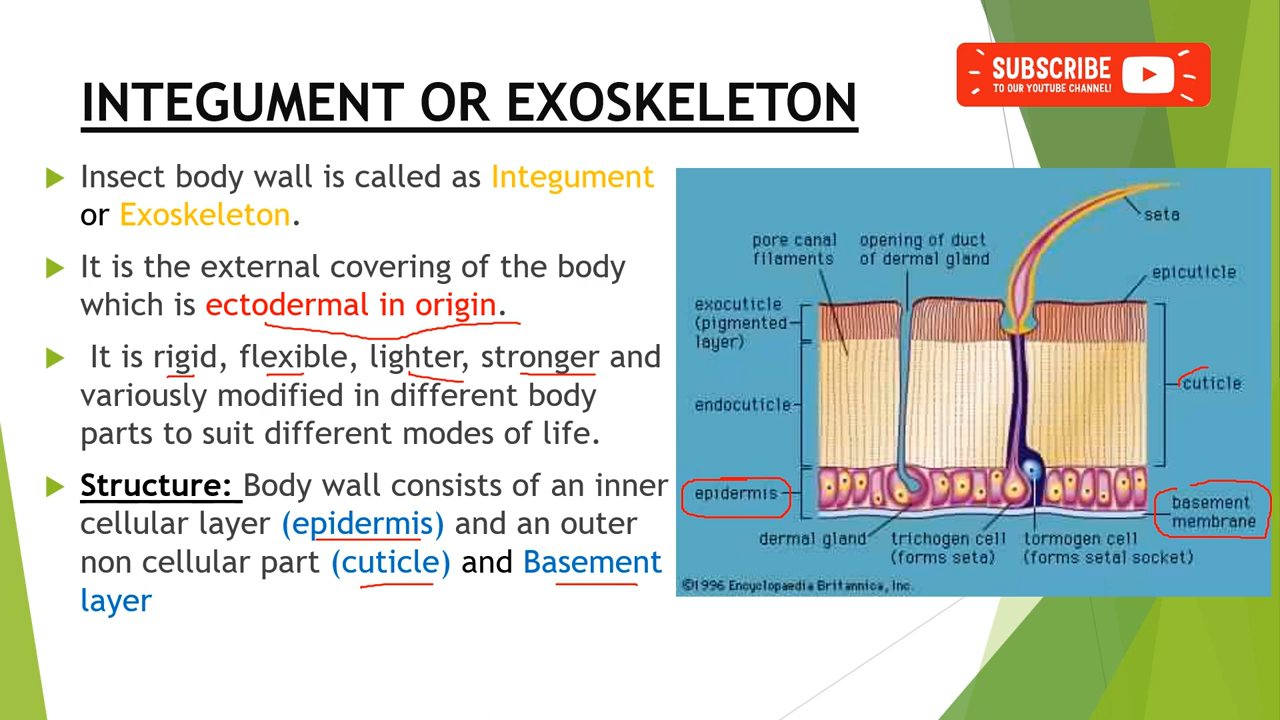 INTEGUMENT OR EXOSKELETON
SUBSCRIBE
TO OUR YOUTUBE CHANNEL!
Insect body wall is called as Integument
or Exoskeleton.
It is the external covering of the body
which is ectodermal in origin.
It is rigid, flexible, lighter, stronger and
variously modified in different body
parts to suit different modes of life.
Structure: Body wall consists of an inner
cellular layer (epidermis) and an outer
non cellular part (cuticle) and Basement
layer
seta
pore canal
filaments
opening of duct
of dermal gland
epicuticle
exocuticle
(pigmented
layer)
cuticle
endocuticle
epidermis
basement
membrane
dermal gland
trichogen cell
(forms seta)
tormogen cell
(forms setal socket)
©1996 Encyclopaedia Britannica, Inc.